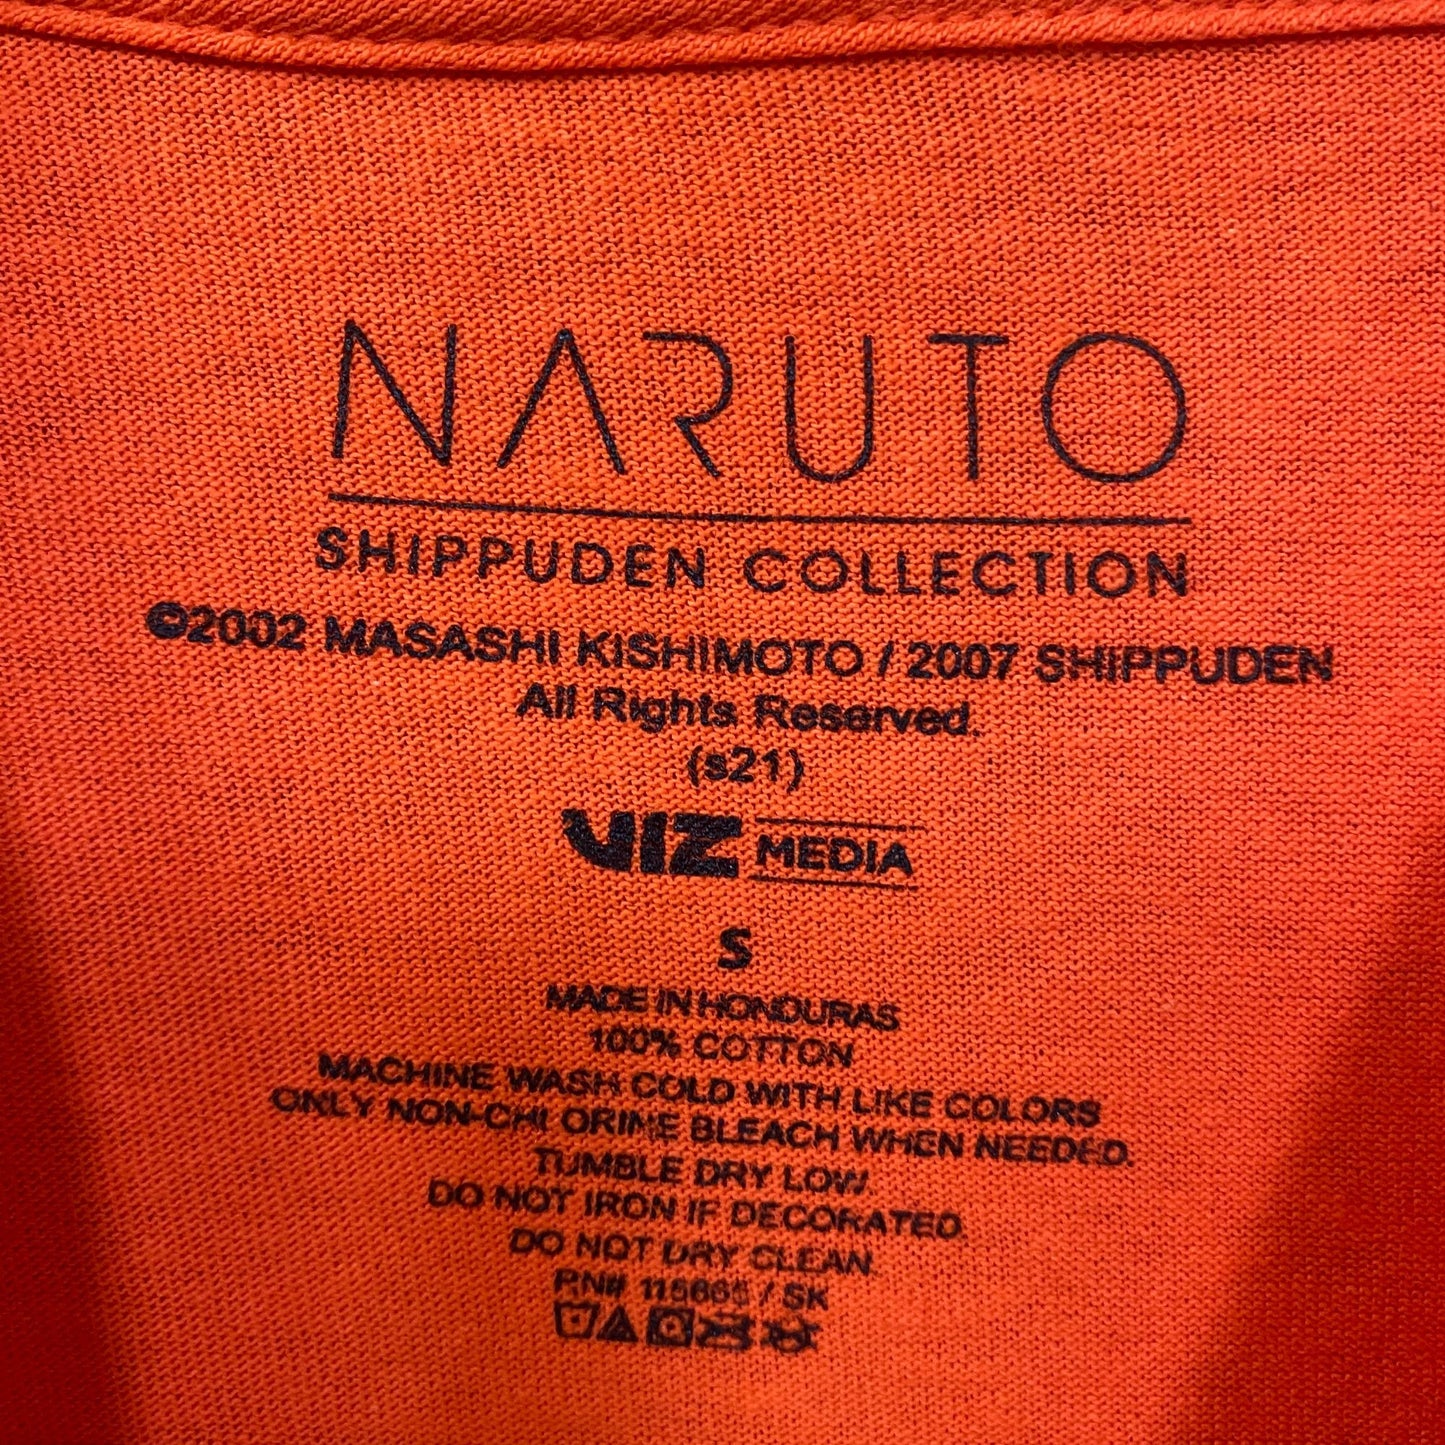 NARUTO
SHIPPUDEN COLLECTION
©2002 MASASHI KISHIMOTO / 2007 SHIPPUDEN
All Rights Reserved.
(s21)
VIZ MEDIA
S
MADE IN HONDURAS
100% COTTON
MACHINE WASH COLD WITH LIKE COLORS
ONLY NON-CHLORINE BLEACH WHEN NEEDED.
TUMBLE DRY LOW.
DO NOT IRON IF DECORATED
DO NOT DRY CLEAN
/ SK